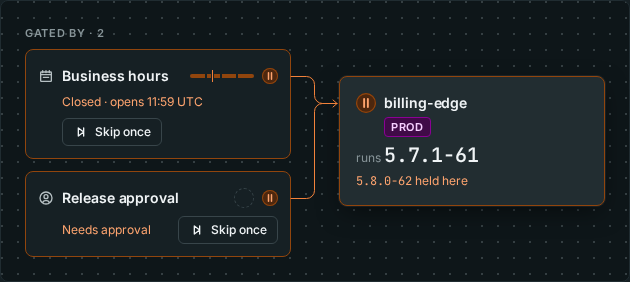 GATED BY · 2
Business hours
Closed · opens 11:59 UTC
Skip once
Release approval
Needs approval
Skip once
billing-edge
PROD
runs 5.7.1-61
5.8.0-62 held here